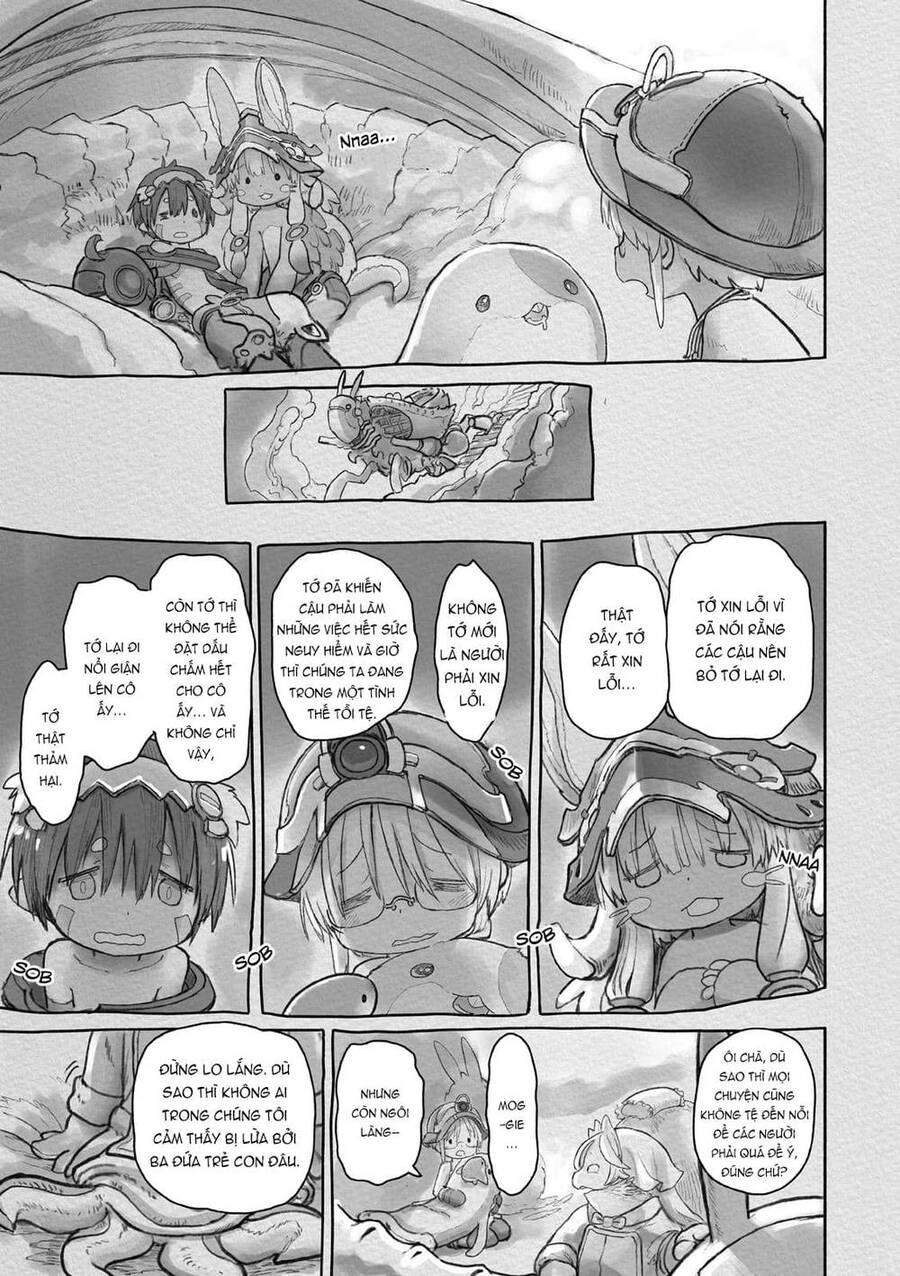 Nnaa...
TỚ XIN LỖI VÌ
ĐÃ NÓI RẰNG
CÁC CẬU NÊN
BỎ TỚ LẠI ĐI.
THẬT
ĐẤY, TỚ
RẤT XIN
LỖI...
NNAA
KHÔNG
TỚ MỚI
LÀ NGƯỜI
PHẢI XIN
LỖI.
TỚ ĐÃ KHIẾN
CẬU PHẢI LÀM
NHỮNG VIỆC HẾT SỨC
NGUY HIỂM VÀ GIỜ
THÌ CHÚNG TA ĐANG
TRONG MỘT TÌNH
THẾ TỒI TỆ.
SOB
SOB
CÒN TỚ THÌ
KHÔNG THỂ
ĐẶT DẤU
CHẤM HẾT
CHO CÔ
ẤY... VÀ
KHÔNG CHỈ
VẬY,
TỚ LẠI ĐI
NỔI GIẬN
LÊN CÔ
ẤY...
TỚ
THẬT
THẢM
HẠI.
SOB
SOB
ÔI CHÀ, DÙ
SAO THÌ MỌI
CHUYỆN CŨNG
KHÔNG TỆ ĐẾN NỖI
ĐỂ CÁC NGƯƠI
PHẢI QUÁ ĐỂ Ý,
ĐÚNG CHỨ?
MOG
-GIE
...
NHƯNG
CÒN NGÔI
LÀNG-
ĐỪNG LO LẮNG. DÙ
SAO THÌ KHÔNG AI
TRONG CHÚNG TÔI
CẢM THẤY BỊ LỪA BỞI
BA ĐỨA TRẺ CON ĐÂU.